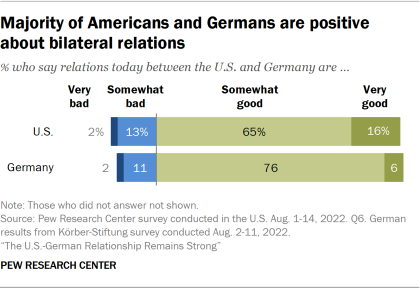 Majority of Americans and Germans are positive
about bilateral relations
% who say relations today between the U.S. and Germany are ...
Very bad Somewhat bad Somewhat good Very good
U.S. 2% 13% 65% 16%
Germany 2 11 76 6
Note: Those who did not answer not shown.
Source: Pew Research Center survey conducted in the U.S. Aug. 1-14, 2022. Q6. German
results from Körber-Stiftung survey conducted Aug. 2-11, 2022.
“The U.S.-German Relationship Remains Strong”
PEW RESEARCH CENTER